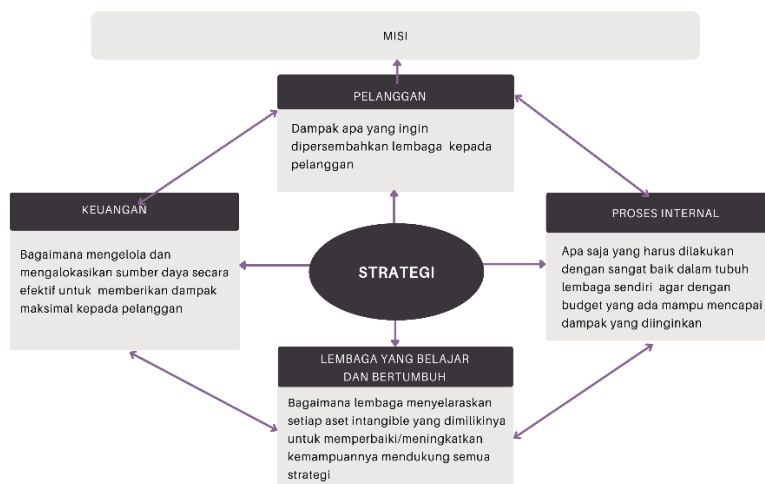 MISI
PELANGGAN
Dampak apa yang ingin
dipersembahkan lembaga kepada
pelanggan
KEUANGAN
Bagaimana mengelola dan
mengalokasikan sumber daya secara
efektif untuk memberikan dampak
maksimal kepada pelanggan
STRATEGI
PROSES INTERNAL
Apa saja yang harus dilakukan
dengan sangat baik dalam tubuh
lembaga sendiri agar dengan
budget yang ada mampu mencapai
dampak yang diinginkan
LEMBAGA YANG BELAJAR
DAN BERTUMBUH
Bagaimana lembaga menyelaraskan
setiap aset intangible yang dimilikinya
untuk memperbaiki/meningkatkan
kemampuannya mendukung semua
strategi